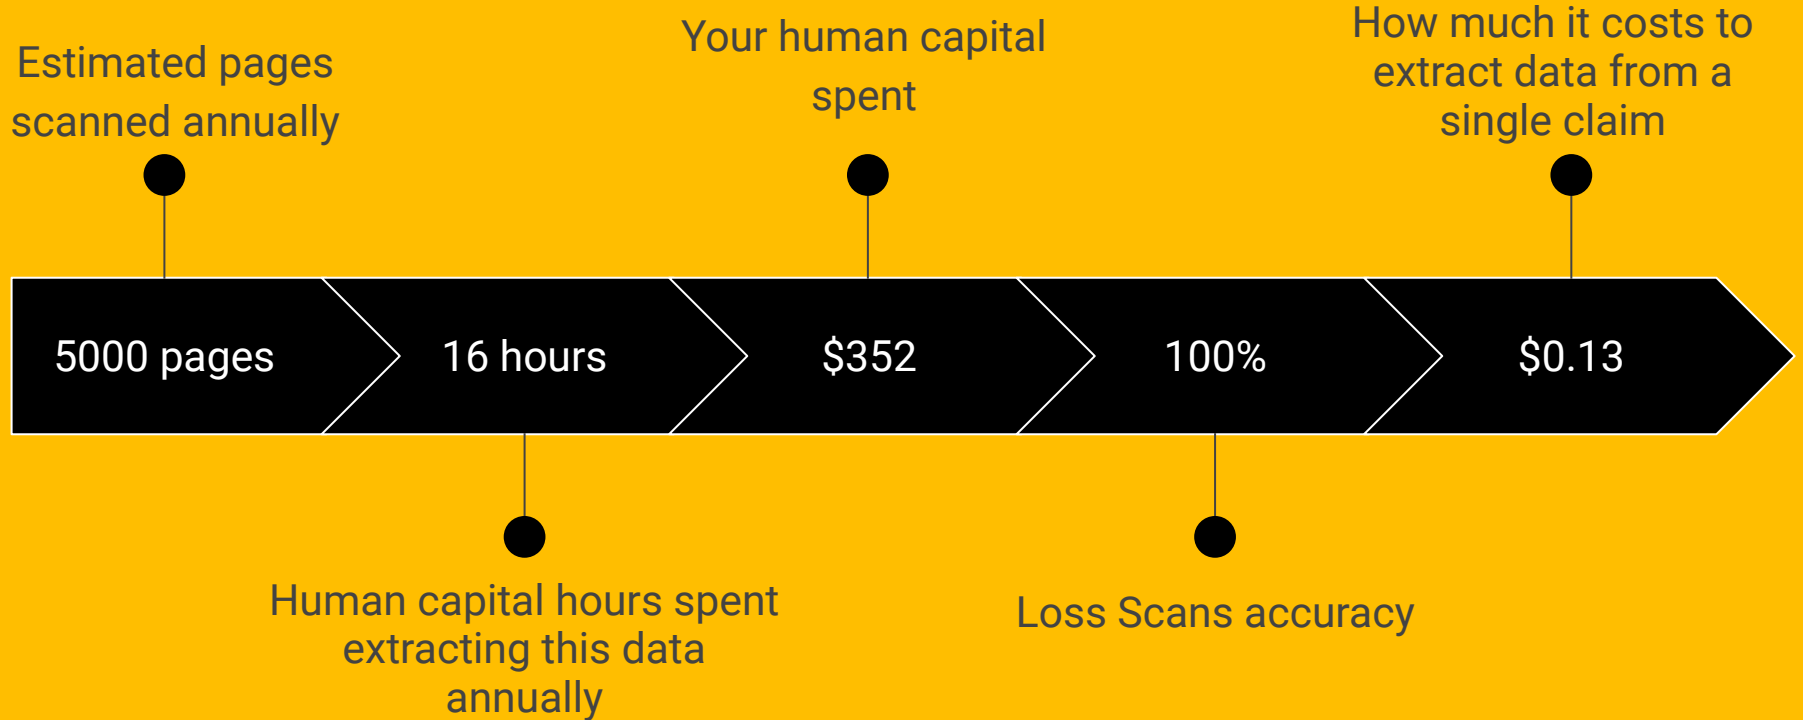 Estimated pages
scanned annually
Your human capital
spent
How much it costs to
extract data from a
single claim
5000 pages
16 hours
$352
100%
$0.13
Human capital hours spent
extracting this data
annually
Loss Scans accuracy